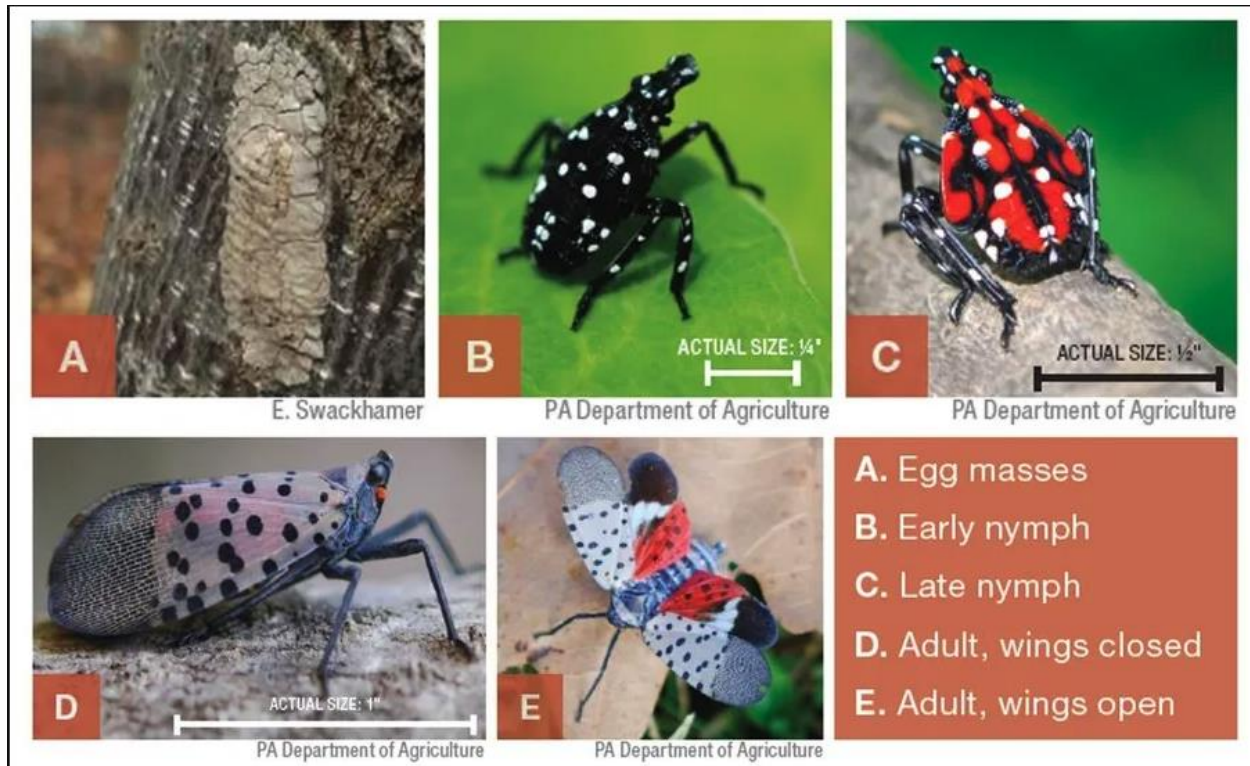 A
E. Swackhamer
B
ACTUAL SIZE: ¼"
PA Department of Agriculture
C
ACTUAL SIZE: ½"
PA Department of Agriculture
D
ACTUAL SIZE: 1"
PA Department of Agriculture
E
PA Department of Agriculture
A. Egg masses
B. Early nymph
C. Late nymph
D. Adult, wings closed
E. Adult, wings open